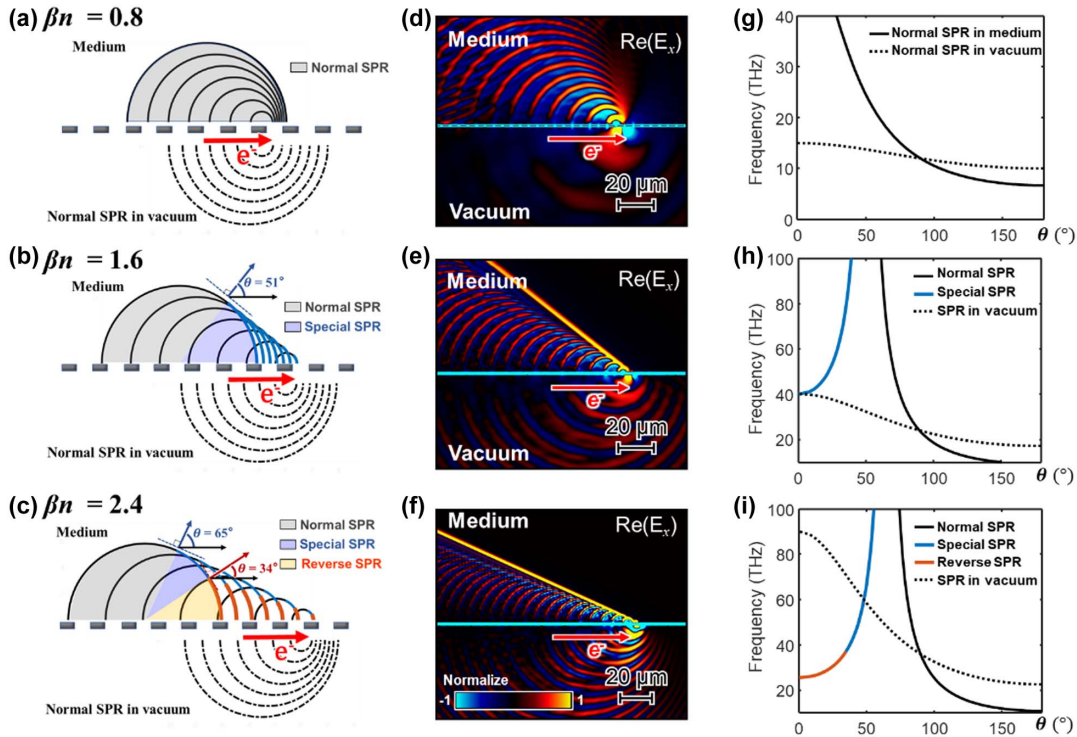 (a) βn = 0.8
Medium
Normal SPR
e⁻
Normal SPR in vacuum
(d)
Medium
Re(Eₓ)
e⁻
20 μm
Vacuum
(g)
40
30
20
10
0
Frequency (THz)
Normal SPR in medium
Normal SPR in vacuum
0
50
100
150
θ (°)
(b) βn = 1.6
Medium
θ = 51°
Normal SPR
Special SPR
e⁻
Normal SPR in vacuum
(e)
Medium
Re(Eₓ)
e⁻
20 μm
Vacuum
(h)
100
80
60
40
20
Frequency (THz)
Normal SPR
Special SPR
SPR in vacuum
0
50
100
150
θ (°)
(c) βn = 2.4
Medium
θ = 65°
θ = 34°
Normal SPR
Special SPR
Reverse SPR
e⁻
Normal SPR in vacuum
(f)
Medium
Re(Eₓ)
e⁻
20 μm
Normalize
-1
1
(i)
100
80
60
40
20
Frequency (THz)
Normal SPR
Special SPR
Reverse SPR
SPR in vacuum
0
50
100
150
θ (°)